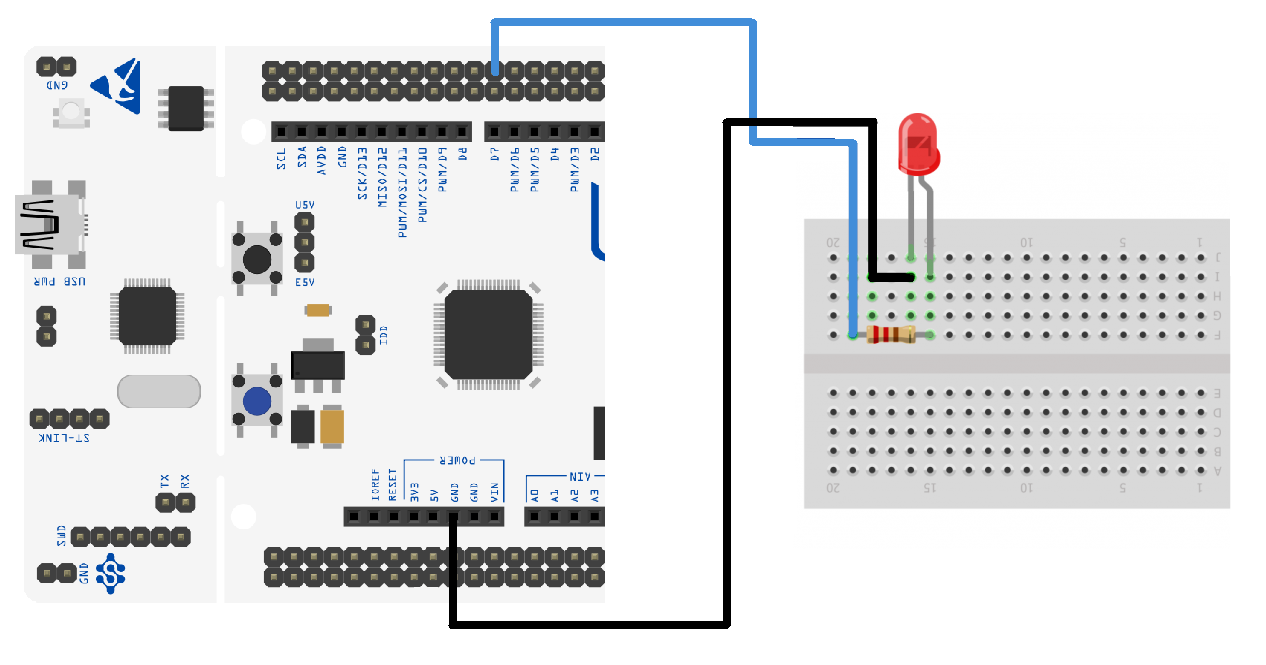 GND
SCL
SDA
AVDD
GND
SCK/D13
MISO/D12
PWM/MOSI/D11
PWM/CS/D10
PWM/D9
D8
D7
PWM/D6
PWM/D5
D4
PWM/D3
D2
U5V
E5V
USB PWR
IDD
ST-LINK
POWER
IOREF
RESET
3V3
5V
GND
GND
VIN
AIN
A0
A1
A2
A3
TX
RX
SWD
GND
20 15 10 5 1
J
I
H
G
F
E
D
C
B
A
20 15 10 5 1